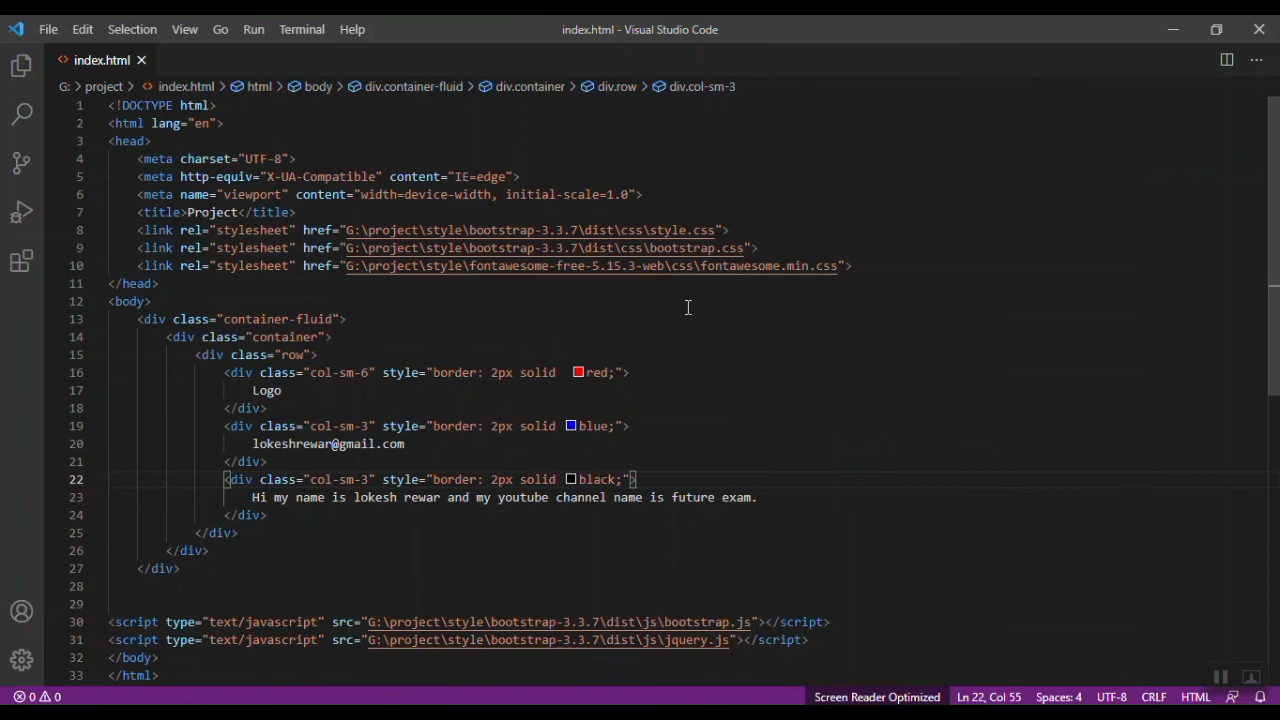 File Edit Selection View Go Run Terminal Help index.html - Visual Studio Code
index.html
G: > project > index.html > html > body > div.container-fluid > div.container > div.row > div.col-sm-3
1 <!DOCTYPE html>
2 <html lang="en">
3 <head>
4 <meta charset="UTF-8">
5 <meta http-equiv="X-UA-Compatible" content="IE=edge">
6 <meta name="viewport" content="width=device-width, initial-scale=1.0">
7 <title>Project</title>
8 <link rel="stylesheet" href="G:\project\style\bootstrap-3.3.7\dist\css\style.css">
9 <link rel="stylesheet" href="G:\project\style\bootstrap-3.3.7\dist\css\bootstrap.css">
10 <link rel="stylesheet" href="G:\project\style\fontawesome-free-5.15.3-web\css\fontawesome.min.css">
11 </head>
12 <body>
13 <div class="container-fluid">
14 <div class="container">
15 <div class="row">
16 <div class="col-sm-6" style="border: 2px solid red;">
17 Logo
18 </div>
19 <div class="col-sm-3" style="border: 2px solid blue;">
20 lokeshrewar@gmail.com
21 </div>
22 <div class="col-sm-3" style="border: 2px solid black;">
23 Hi my name is lokesh rewar and my youtube channel name is future exam.
24 </div>
25 </div>
26 </div>
27 </div>
28
29
30 <script type="text/javascript" src="G:\project\style\bootstrap-3.3.7\dist\js\bootstrap.js"></script>
31 <script type="text/javascript" src="G:\project\style\bootstrap-3.3.7\dist\js\jquery.js"></script>
32 </body>
33 </html>
0 0 Screen Reader Optimized Ln 22, Col 55 Spaces: 4 UTF-8 CRLF HTML